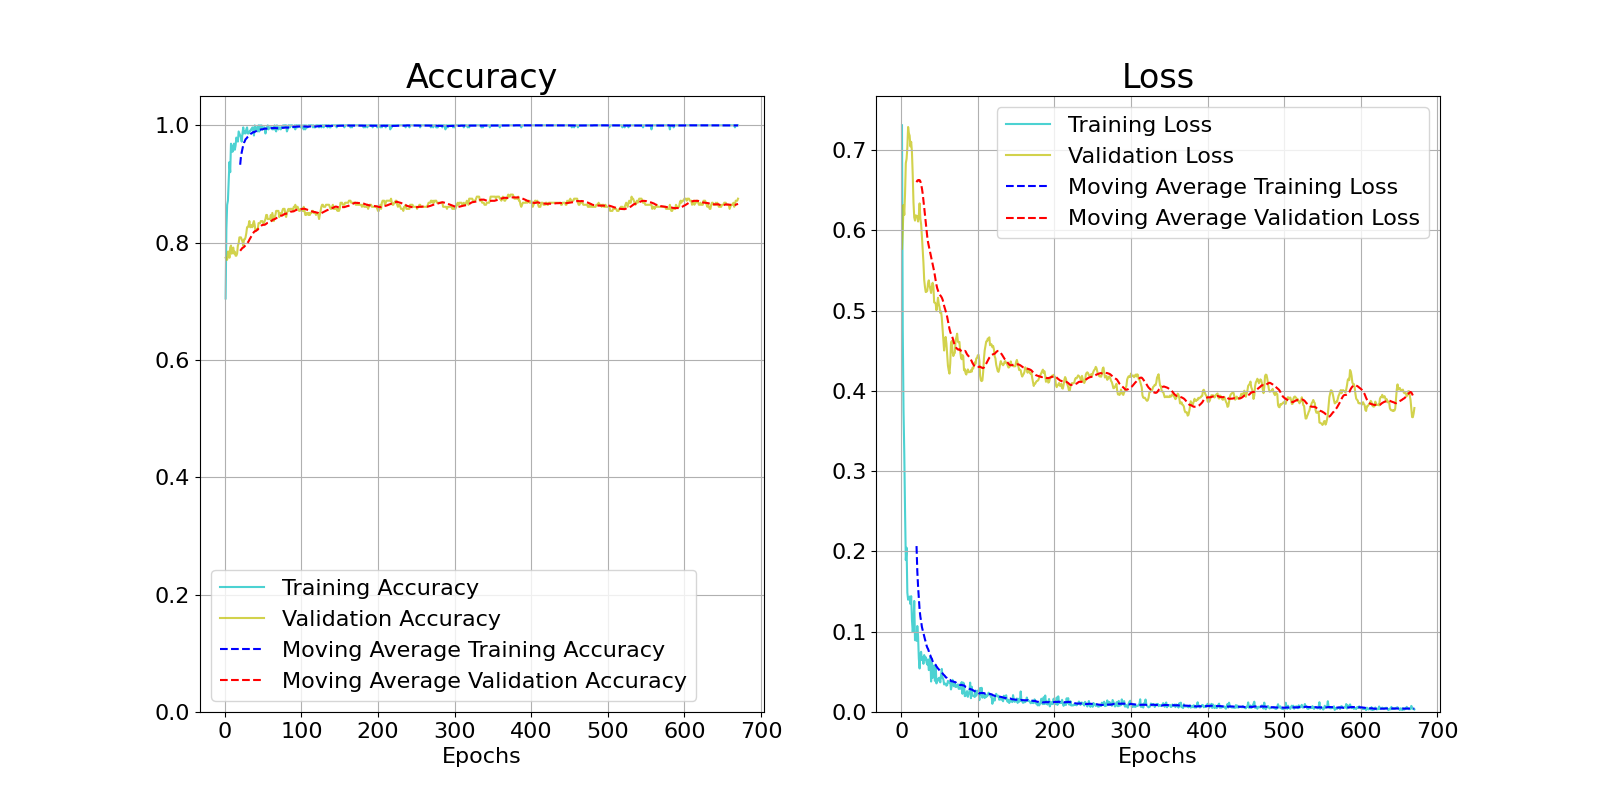 Accuracy
1.0
0.8
0.6
0.4
0.2
0.0
Training Accuracy
Validation Accuracy
Moving Average Training Accuracy
Moving Average Validation Accuracy
0 100 200 300 400 500 600 700
Epochs
Loss
0.7
0.6
0.5
0.4
0.3
0.2
0.1
0.0
Training Loss
Validation Loss
Moving Average Training Loss
Moving Average Validation Loss
0 100 200 300 400 500 600 700
Epochs